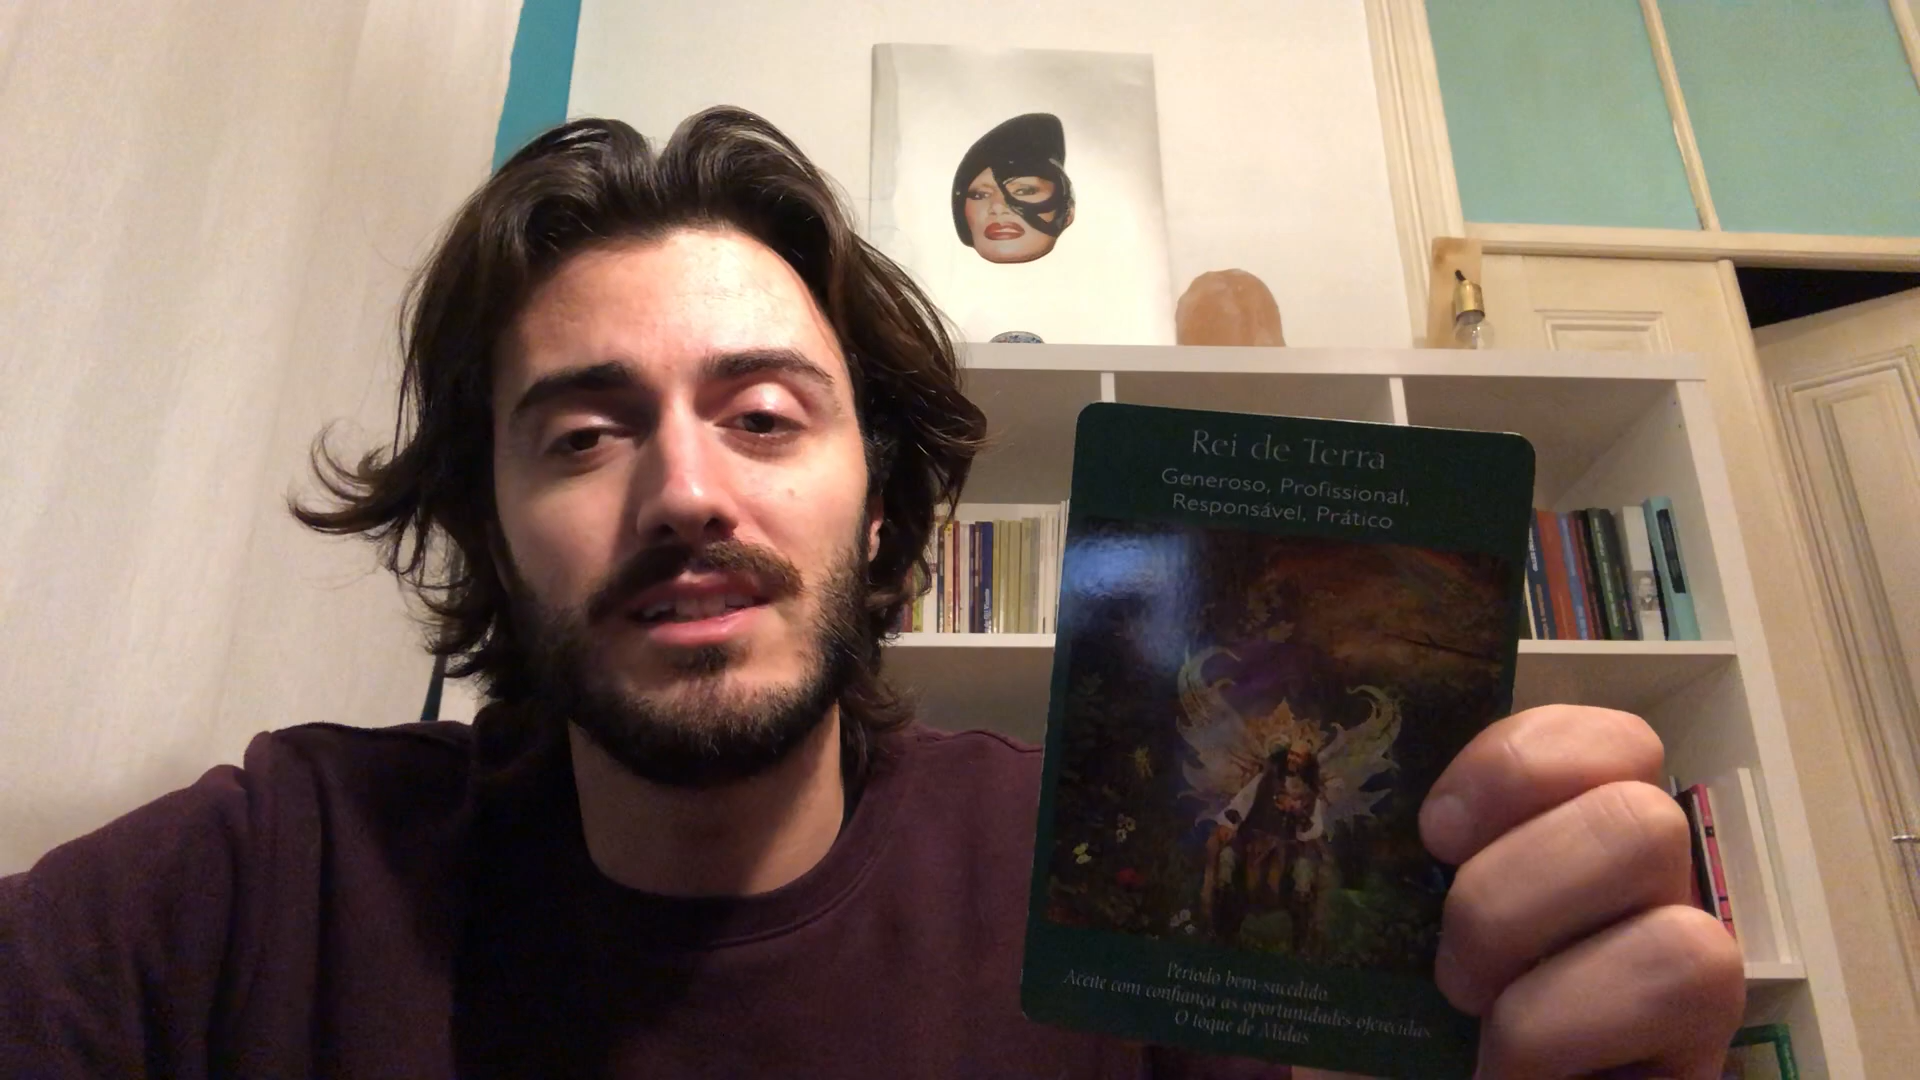 Rei de Terra
Generoso, Profissional,
Responsável, Prático
Período bem-sucedido.
Aceite com confiança as oportunidades oferecidas.
O toque de Midas